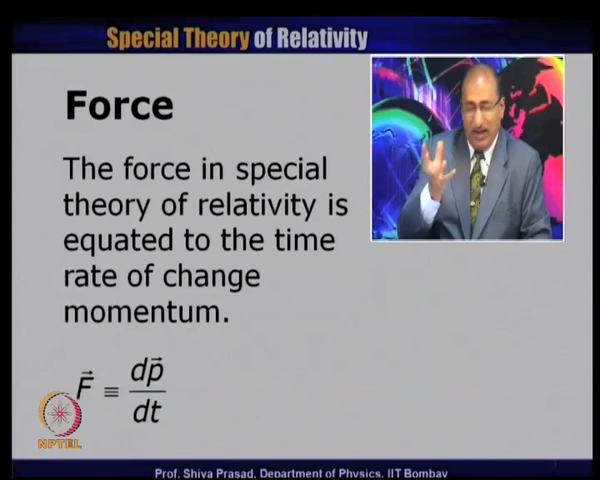 Special Theory of Relativity
Force
The force in special
theory of relativity is
equated to the time
rate of change
momentum.
F⃗ ≡ dp⃗/dt
NPTEL
Prof. Shiva Prasad, Department of Physics, IIT Bombay